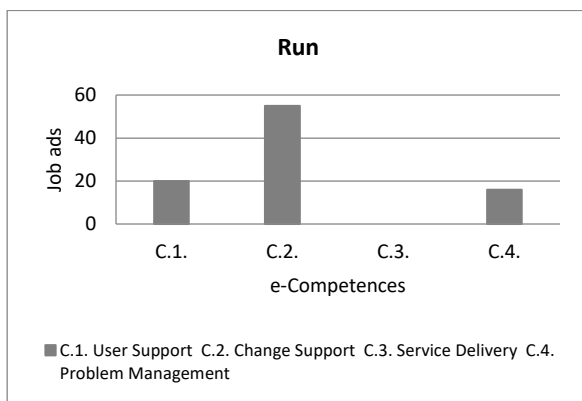 Run
60
40
20
0
Job ads
C.1. C.2. C.3. C.4.
e-Competences
C.1. User Support C.2. Change Support C.3. Service Delivery C.4.
Problem Management